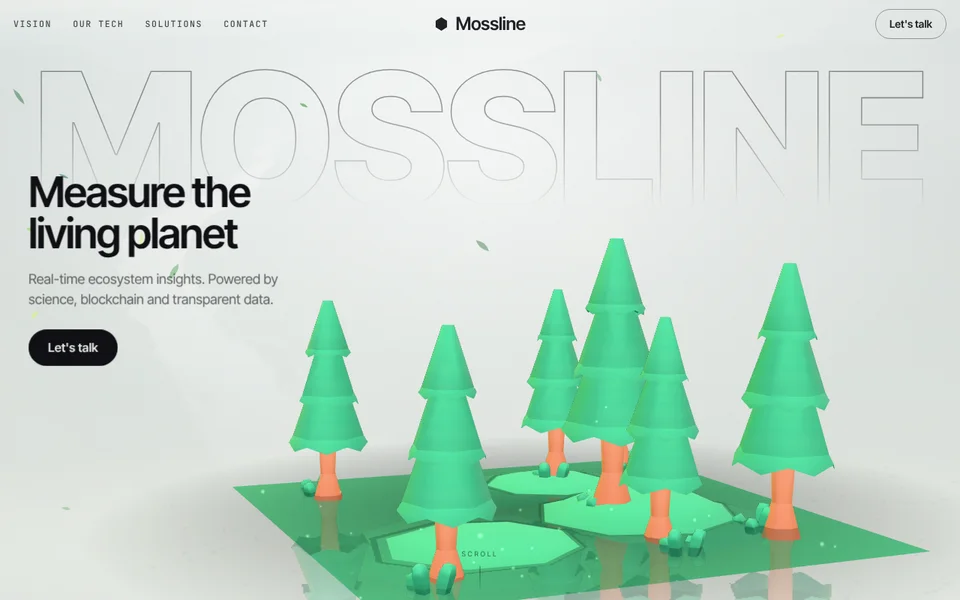 VISION
OUR TECH
SOLUTIONS
CONTACT
Mossline
Let's talk
MOSSLINE
Measure the
living planet
Real-time ecosystem insights. Powered by
science, blockchain and transparent data.
Let's talk
SCROLL